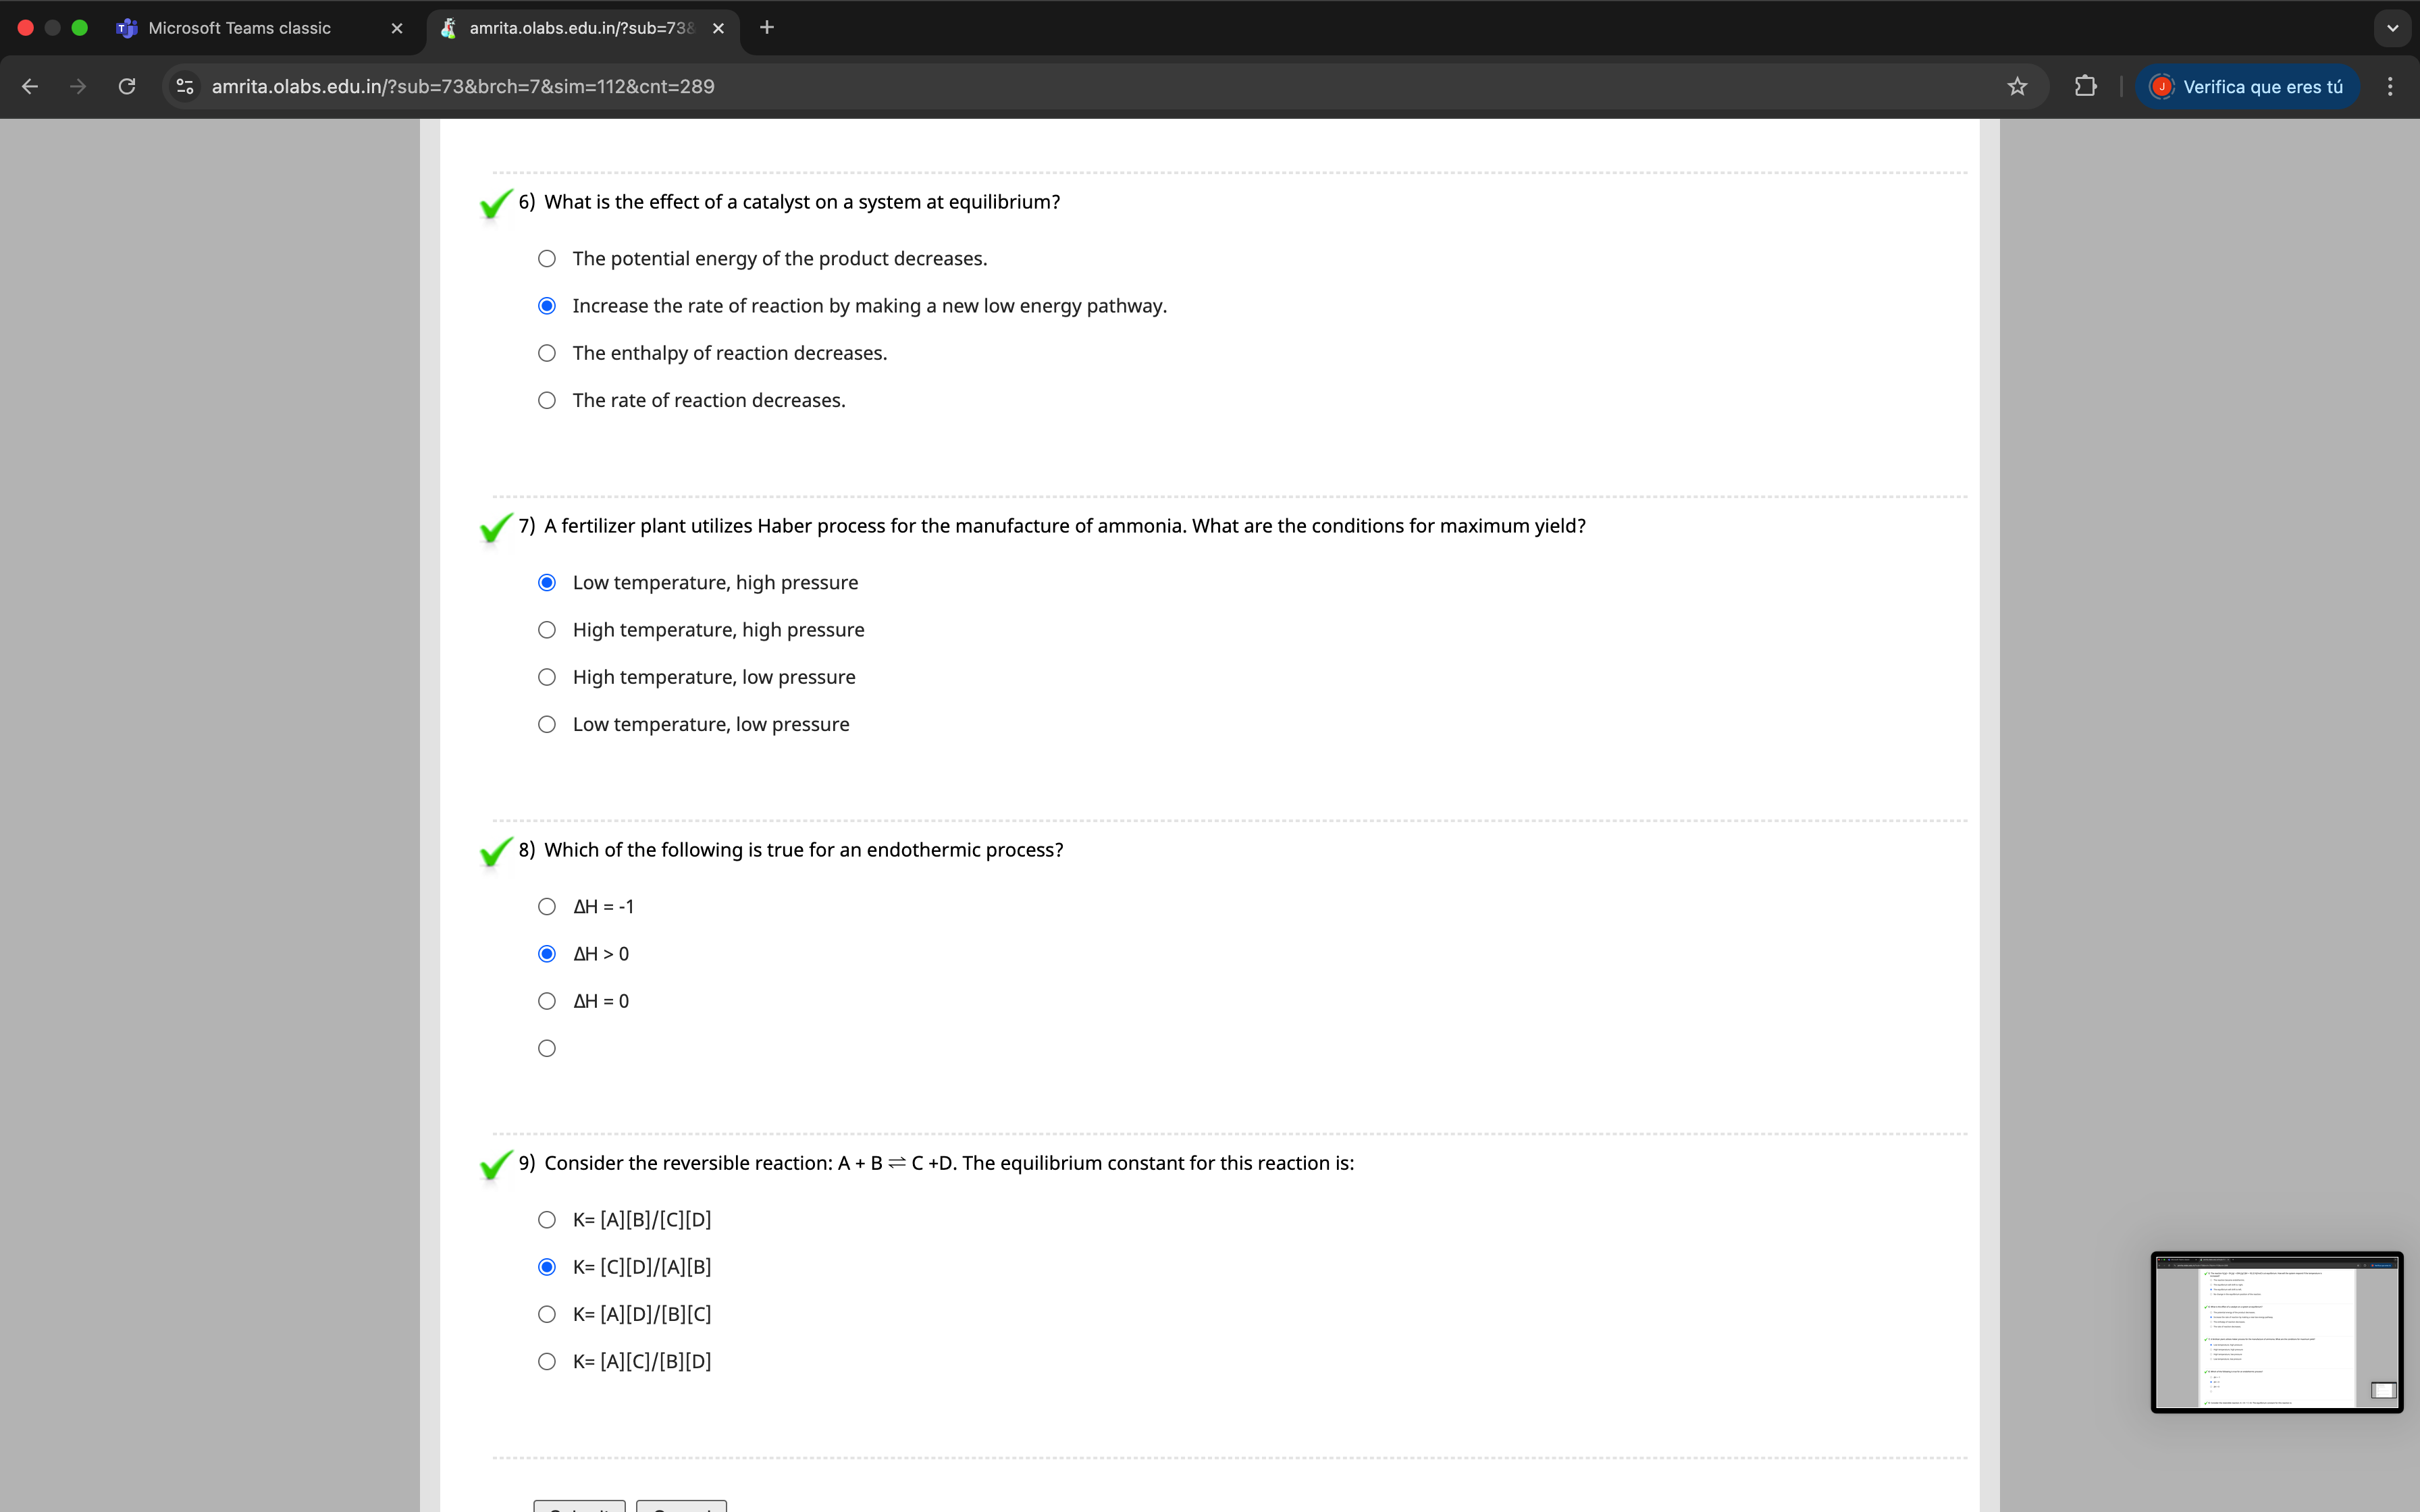 Microsoft Teams classic
amrita.olabs.edu.in/?sub=73&
amrita.olabs.edu.in/?sub=73&brch=7&sim=112&cnt=289
J
Verifica que eres tú
6) What is the effect of a catalyst on a system at equilibrium?
The potential energy of the product decreases.
Increase the rate of reaction by making a new low energy pathway.
The enthalpy of reaction decreases.
The rate of reaction decreases.
7) A fertilizer plant utilizes Haber process for the manufacture of ammonia. What are the conditions for maximum yield?
Low temperature, high pressure
High temperature, high pressure
High temperature, low pressure
Low temperature, low pressure
8) Which of the following is true for an endothermic process?
ΔH = -1
ΔH > 0
ΔH = 0
9) Consider the reversible reaction: A + B ⇌ C +D. The equilibrium constant for this reaction is:
K= [A][B]/[C][D]
K= [C][D]/[A][B]
K= [A][D]/[B][C]
K= [A][C]/[B][D]